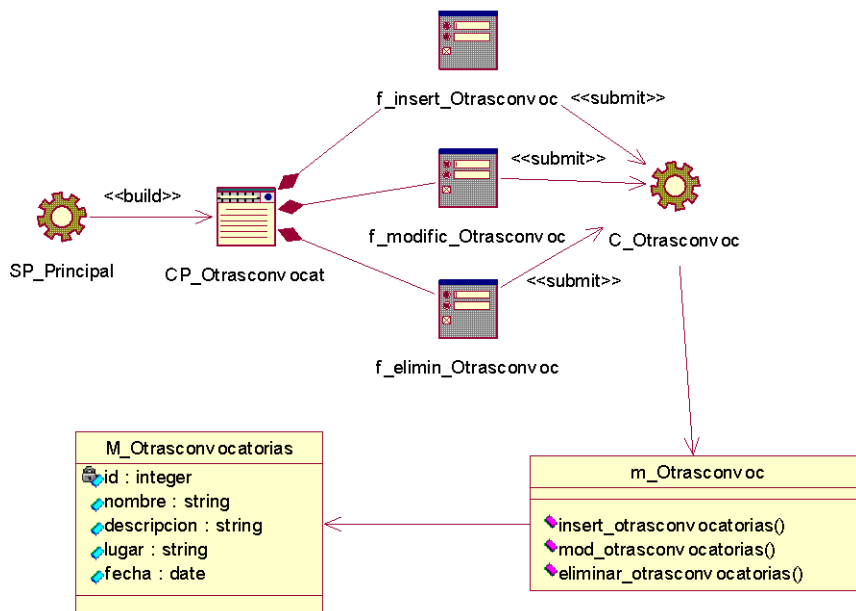 f_insert_Otrasconvoc
<<submit>>
<<submit>>
<<build>>
f_modific_Otrasconvoc
C_Otrasconvoc
SP_Principal
CP_Otrasconvocat
<<submit>>
f_elimin_Otrasconvoc
M_Otrasconvocatorias
id : integer
nombre : string
descripcion : string
lugar : string
fecha : date
m_Otrasconvoc
insert_otrasconvocatorias()
mod_otrasconvocatorias()
eliminar_otrasconvocatorias()